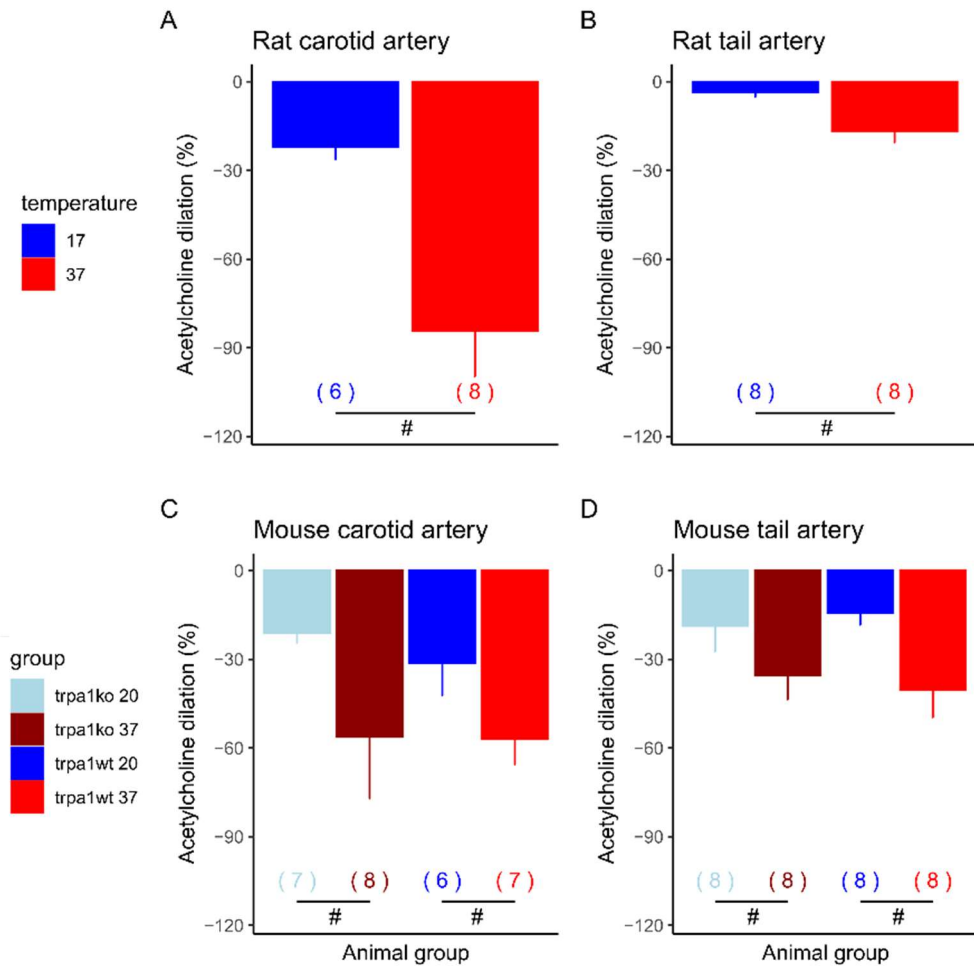 A
Rat carotid artery
Acetylcholine dilation (%)
0
−30
−60
−90
−120
( 6 )
( 8 )
#
B
Rat tail artery
Acetylcholine dilation (%)
0
−30
−60
−90
−120
( 8 )
( 8 )
#
temperature
17
37
C
Mouse carotid artery
Acetylcholine dilation (%)
0
−30
−60
−90
−120
( 7 )
( 8 )
( 6 )
( 7 )
#
#
Animal group
D
Mouse tail artery
Acetylcholine dilation (%)
0
−30
−60
−90
−120
( 8 )
( 8 )
( 8 )
( 8 )
#
#
Animal group
group
trpa1ko 20
trpa1ko 37
trpa1wt 20
trpa1wt 37